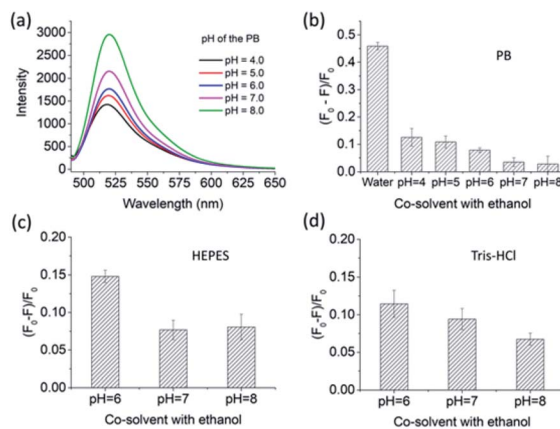 (a)
pH of the PB
pH = 4.0
pH = 5.0
pH = 6.0
pH = 7.0
pH = 8.0
Intensity
3000
2500
2000
1500
1000
500
0
500 525 550 575 600 625 650
Wavelength (nm)
(b)
PB
(F₀ - F)/F₀
0.5
0.4
0.3
0.2
0.1
0.0
Water pH=4 pH=5 pH=6 pH=7 pH=8
Co-solvent with ethanol
(c)
HEPES
(F₀-F)/F₀
0.20
0.15
0.10
0.05
0.00
pH=6 pH=7 pH=8
Co-solvent with ethanol
(d)
Tris-HCl
(F₀-F)/F₀
0.20
0.15
0.10
0.05
0.00
pH=6 pH=7 pH=8
Co-solvent with ethanol